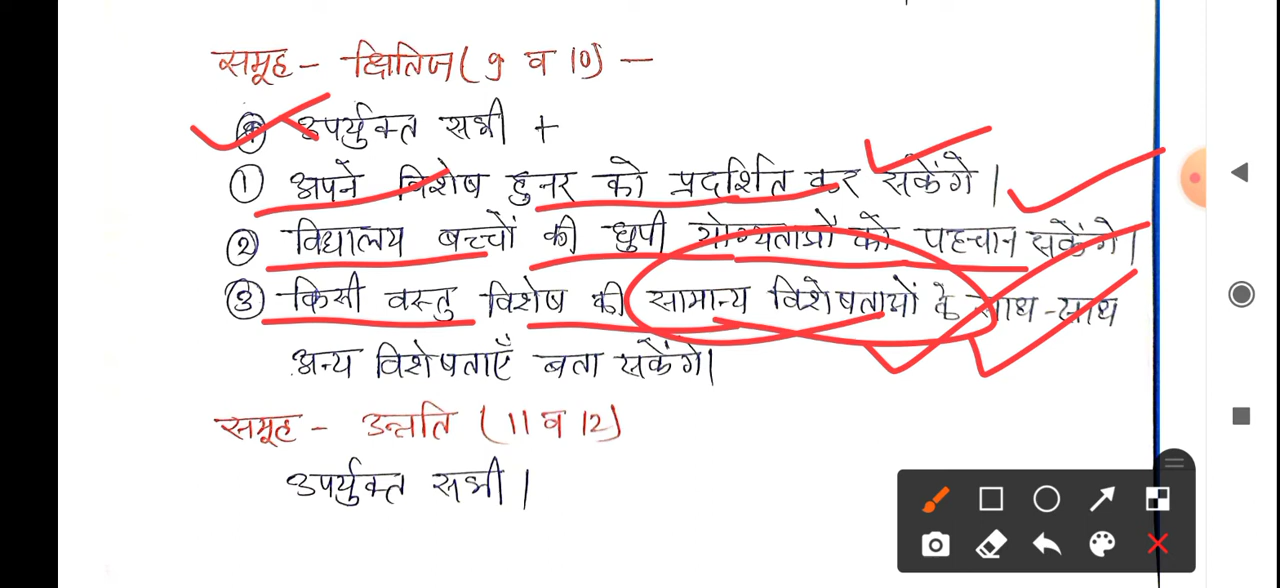 समूह - क्षितिज (9 व 10) -
उपर्युक्त सभी +
① अपने विशेष हुनर को प्रदर्शित कर सकेंगे।
② विद्यालय बच्चों की छुपी योग्यताओं को पहचान सकेंगे।
③ किसी वस्तु विशेष की सामान्य विशेषताओं के साथ-साथ
अन्य विशेषताएँ बता सकेंगे।
समूह - उन्नति (11 व 12)
उपर्युक्त सभी।